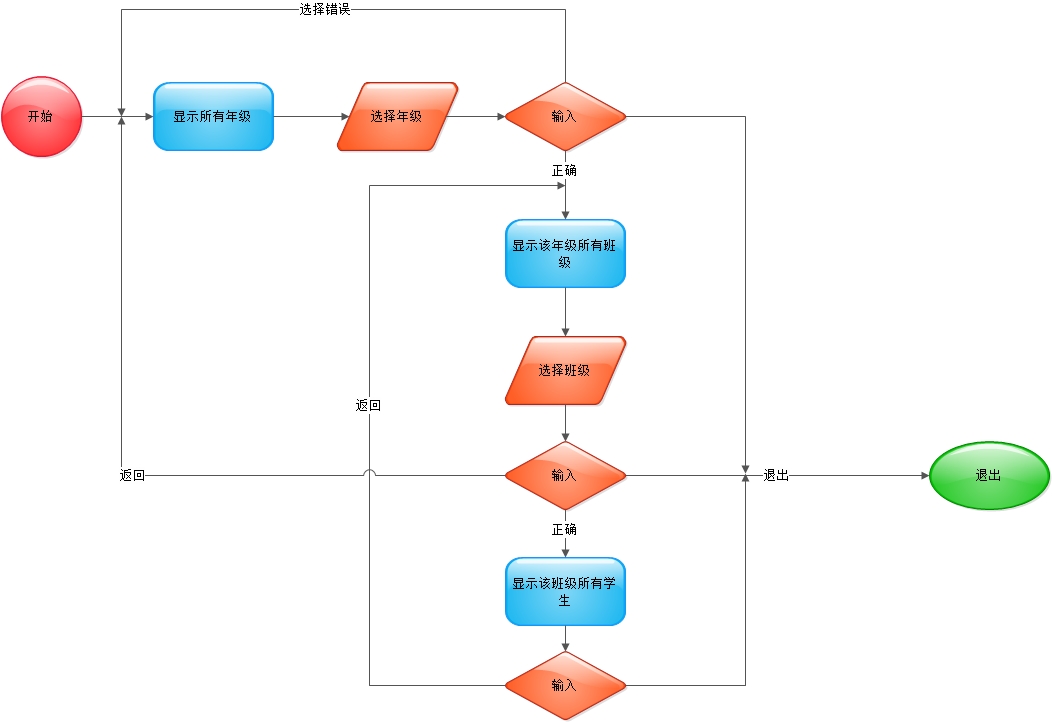 选择错误
开始
显示所有年级
选择年级
输入
正确
显示该年级所有班
级
选择班级
返回
返回
输入
退出
退出
正确
显示该班级所有学
生
输入